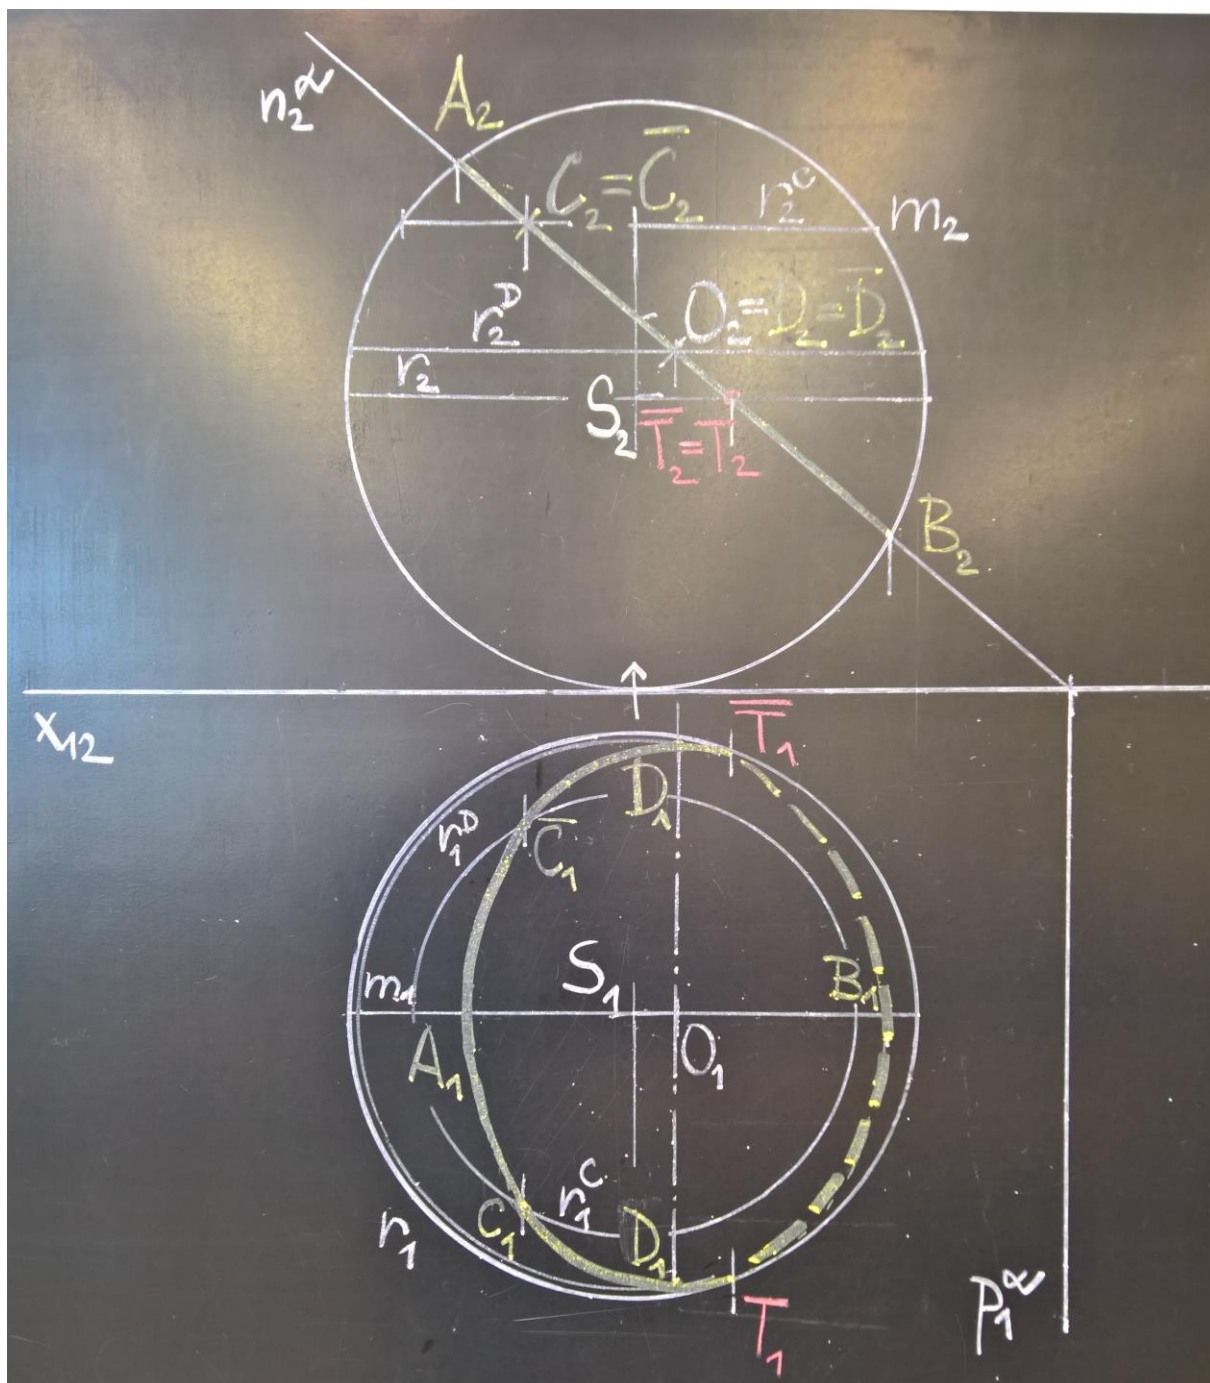 n₂^α
A₂
C₂=C̅₂
r₂^C
m₂
r₂^D
O₂=D₂=D̅₂
r₂
S₂
T̅₂=T₂
B₂
x₁₂
T̅₁
D₁
r₁^D
C̅₁
S₁
m₁
B₁
A₁
O₁
C₁
r₁^C
D₁
r₁
p₁^α
T₁